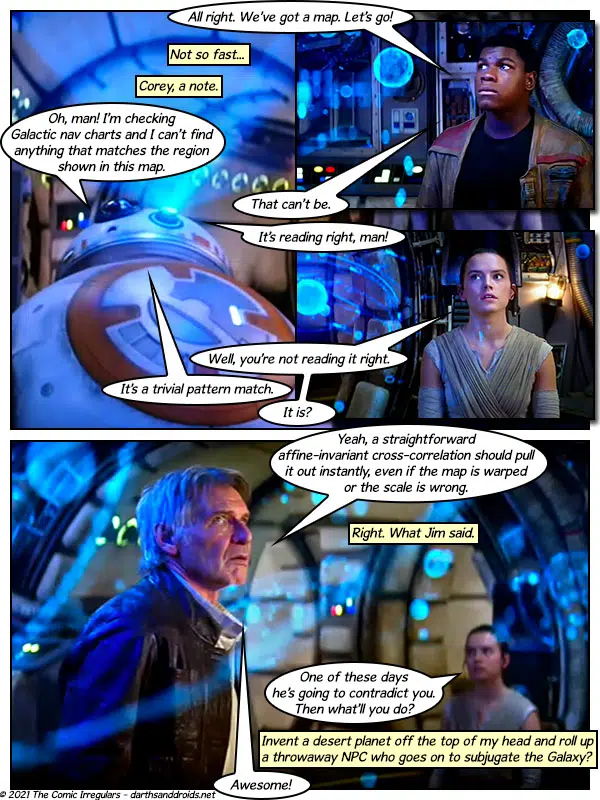 All right. We've got a map. Let's go!
Not so fast...
Corey, a note.
Oh, man! I'm checking
Galactic nav charts and I can't find
anything that matches the region
shown in this map.
That can't be.
It's reading right, man!
Well, you're not reading it right.
It's a trivial pattern match.
It is?
Yeah, a straightforward
affine-invariant cross-correlation should pull
it out instantly, even if the map is warped
or the scale is wrong.
Right. What Jim said.
One of these days
he's going to contradict you.
Then what'll you do?
Invent a desert planet off the top of my head and roll up
a throwaway NPC who goes on to subjugate the Galaxy?
Awesome!
© 2021 The Comic Irregulars - darthsanddroids.net